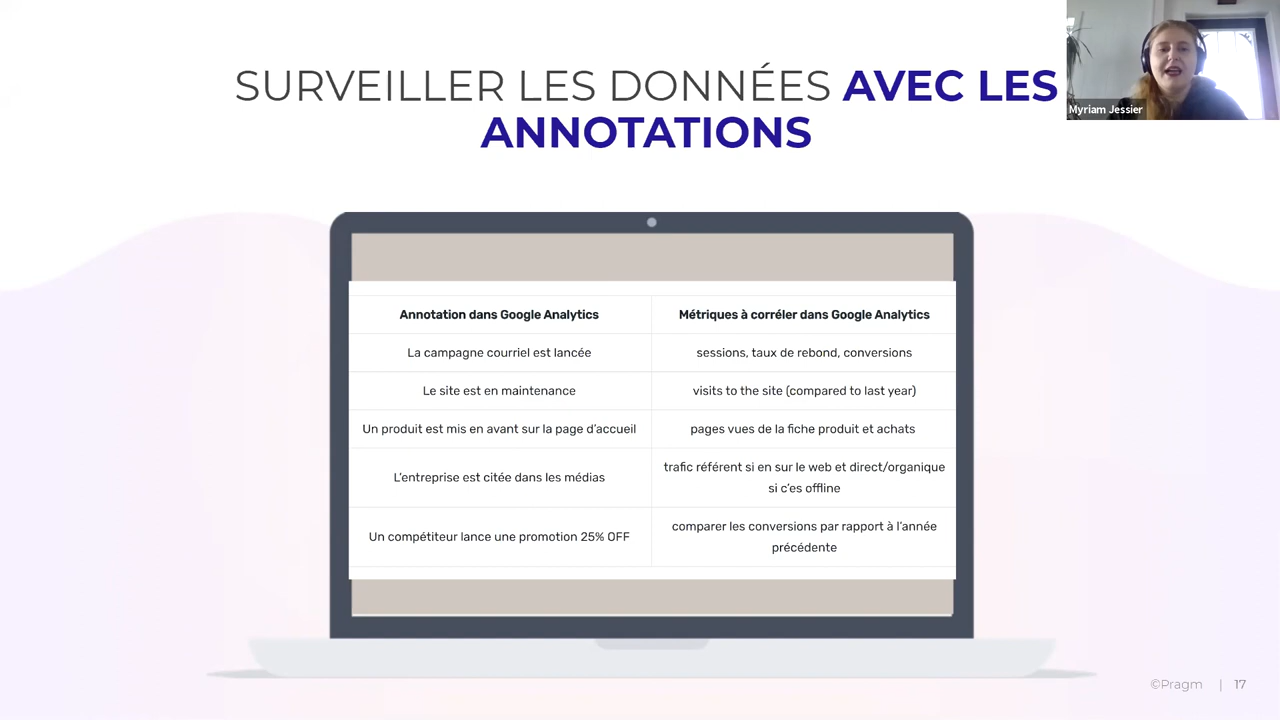 SURVEILLER LES DONNÉES AVEC LES
ANNOTATIONS
Myriam Jessier
Annotation dans Google Analytics
Métriques à corréler dans Google Analytics
La campagne courriel est lancée
sessions, taux de rebond, conversions
Le site est en maintenance
visits to the site (compared to last year)
Un produit est mis en avant sur la page d’accueil
pages vues de la fiche produit et achats
L’entreprise est citée dans les médias
trafic référent si en sur le web et direct/organique
si c’es offline
Un compétiteur lance une promotion 25% OFF
comparer les conversions par rapport à l’année
précédente
©Pragm | 17